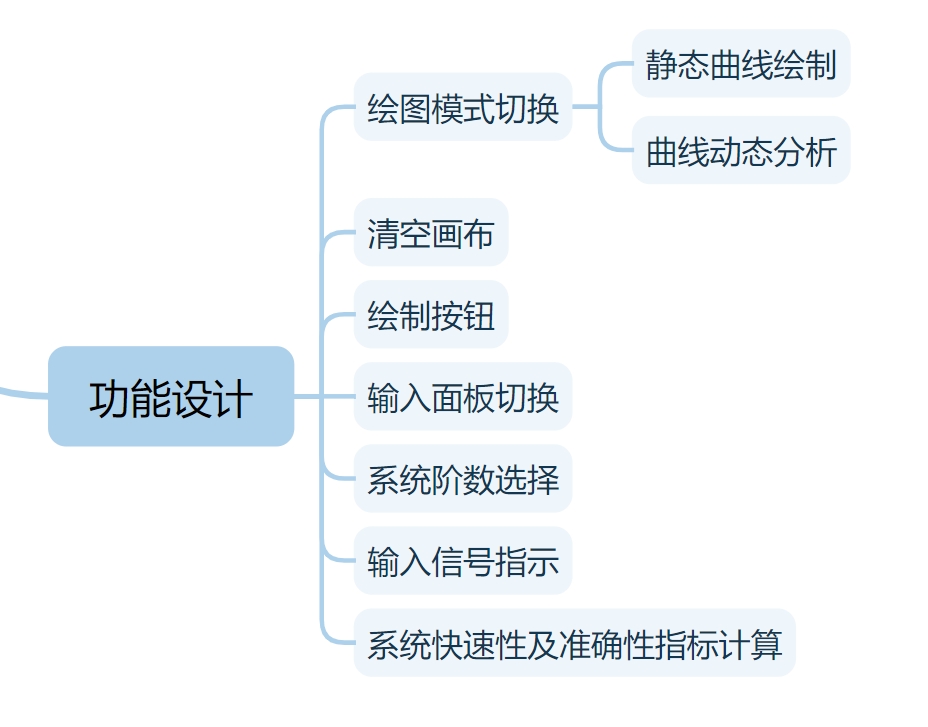 功能设计
绘图模式切换
静态曲线绘制
曲线动态分析
清空画布
绘制按钮
输入面板切换
系统阶数选择
输入信号指示
系统快速性及准确性指标计算